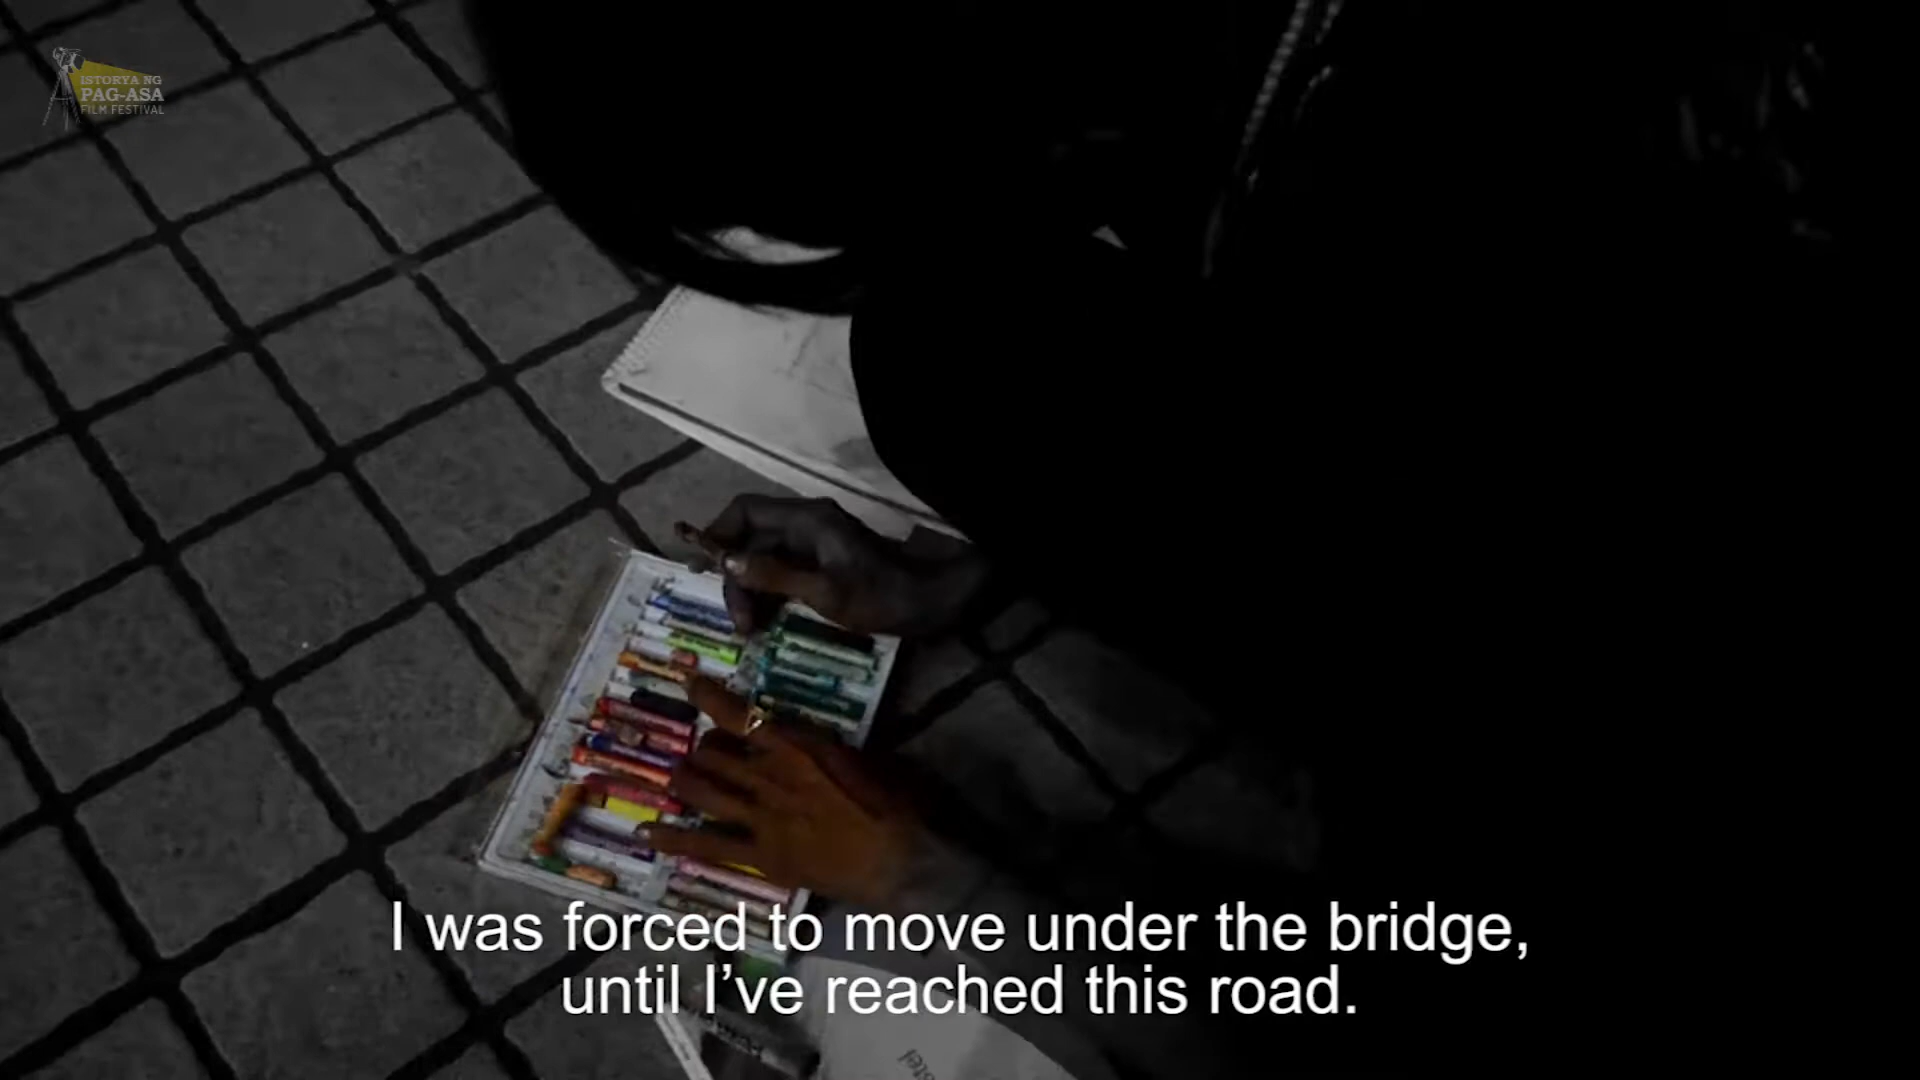 ISTORYA NG
PAG-ASA
FILM FESTIVAL
I was forced to move under the bridge,
until I've reached this road.